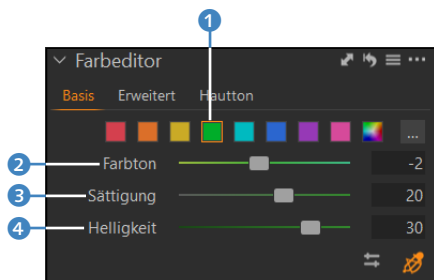 1
Farbeditor
Basis Erweitert Hautton
...
2 Farbton -2
3 Sättigung 20
4 Helligkeit 30